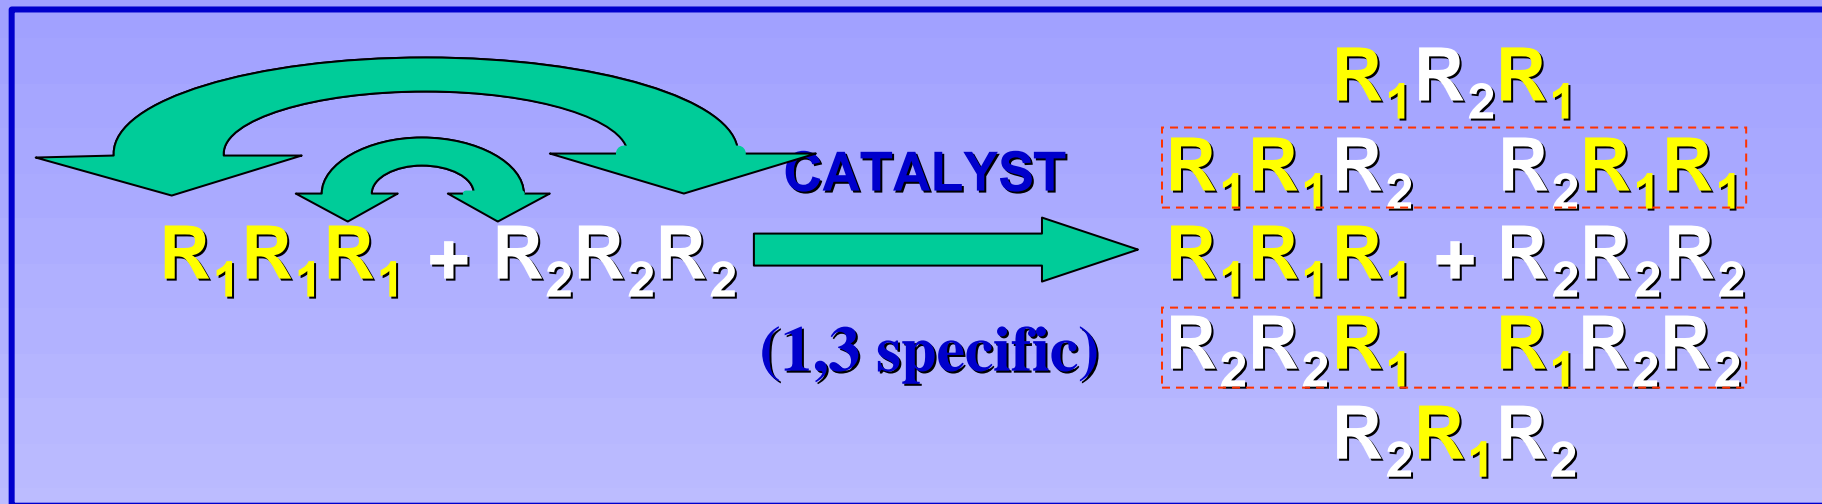 R₁R₂R₁
CATALYST
R₁R₁R₂ R₂R₁R₁
R₁R₁R₁ + R₂R₂R₂
R₁R₁R₁ + R₂R₂R₂
(1,3 specific)
R₂R₂R₁ R₁R₂R₂
R₂R₁R₂